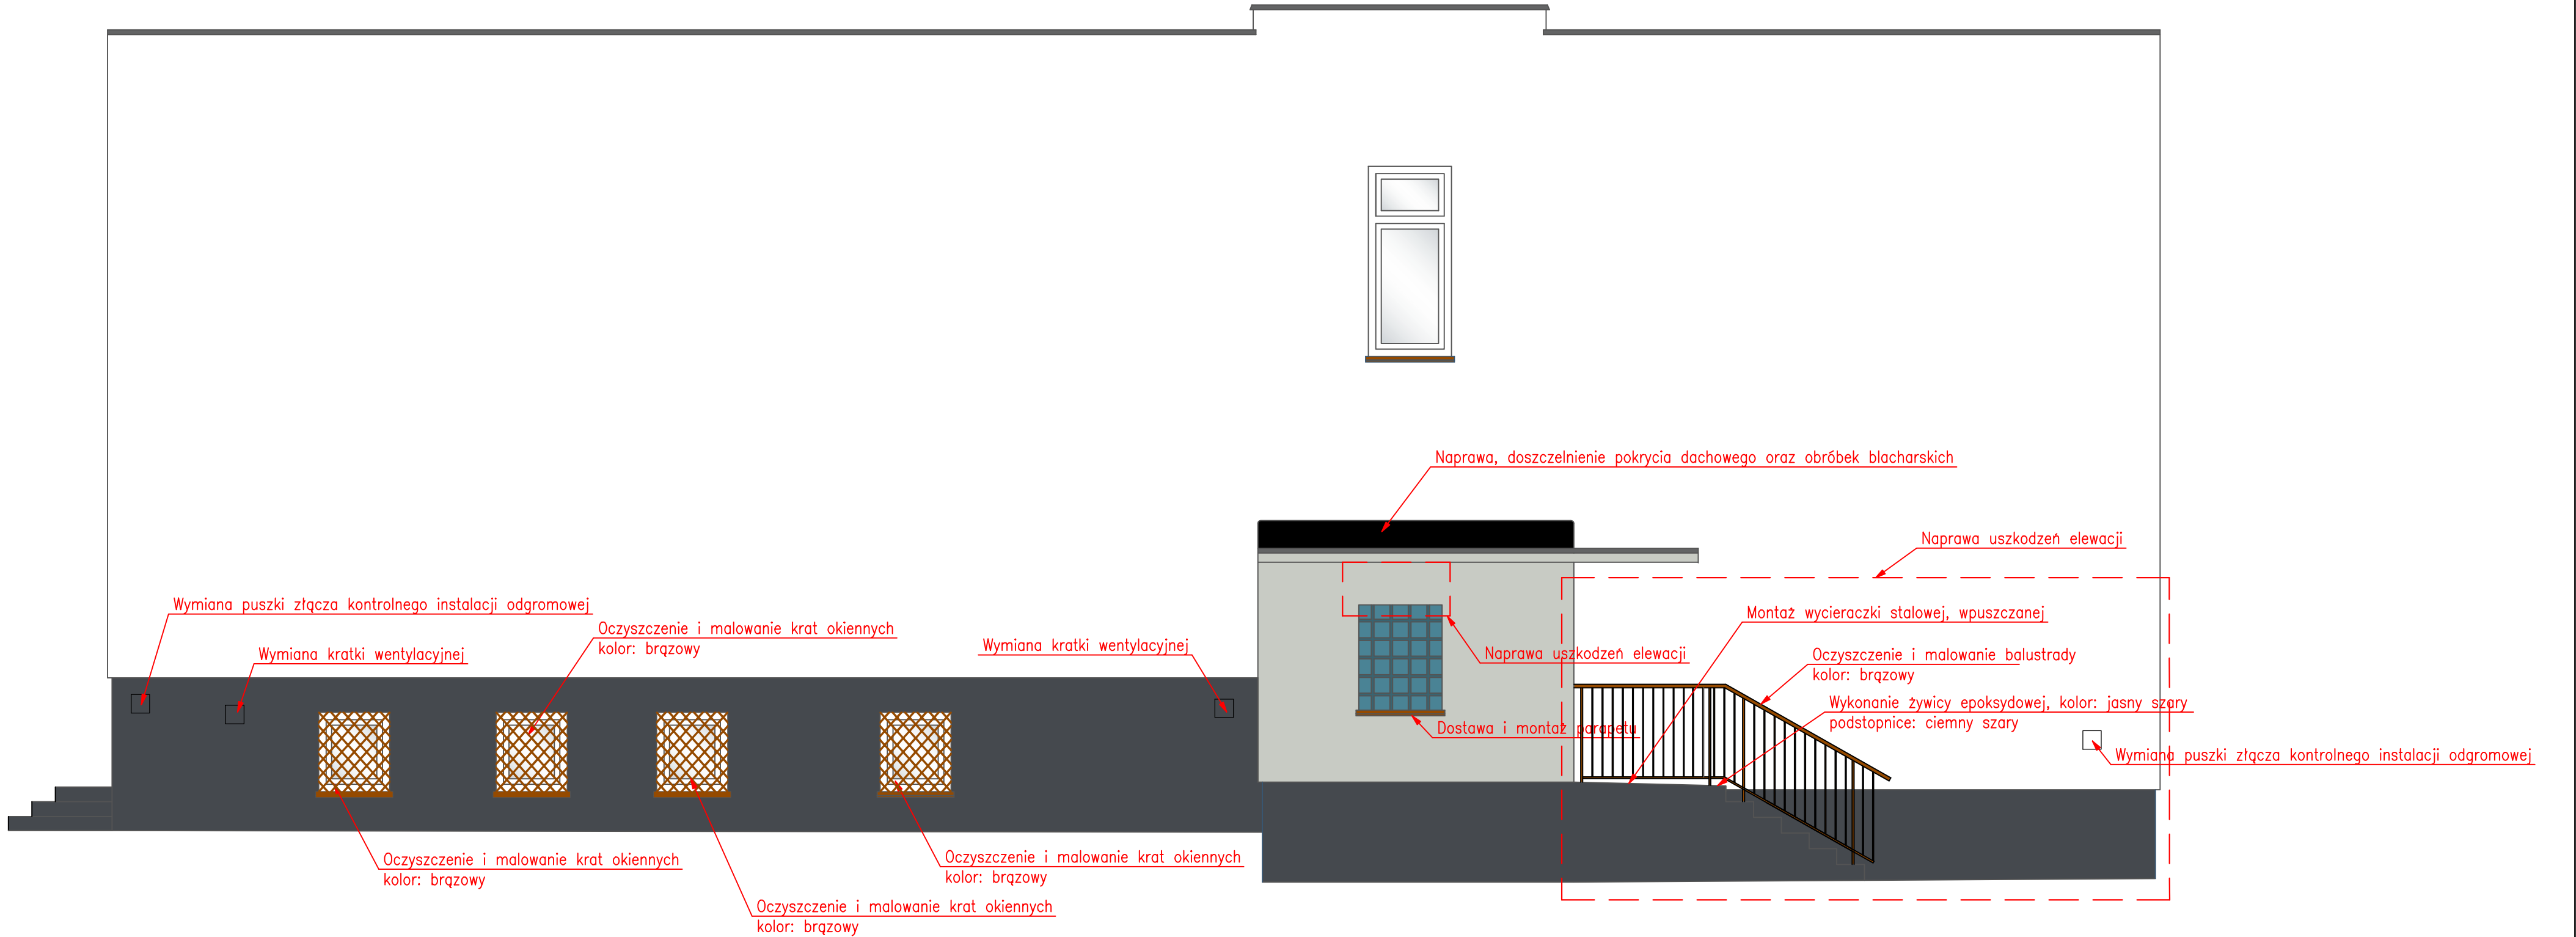 Naprawa, doszczelnienie pokrycia dachowego oraz obróbek blacharskich
Naprawa uszkodzeń elewacji
Wymiana puszki złącza kontrolnego instalacji odgromowej
Oczyszczenie i malowanie krat okiennych
kolor: brązowy
Wymiana kratki wentylacyjnej
Wymiana kratki wentylacyjnej
Montaż wycieraczki stalowej, wpuszczanej
Naprawa uszkodzeń elewacji
Oczyszczenie i malowanie balustrady
kolor: brązowy
Wykonanie żywicy epoksydowej, kolor: jasny szary
podstopnice: ciemny szary
Dostawa i montaż parapetu
Wymiana puszki złącza kontrolnego instalacji odgromowej
Oczyszczenie i malowanie krat okiennych
kolor: brązowy
Oczyszczenie i malowanie krat okiennych
kolor: brązowy
Oczyszczenie i malowanie krat okiennych
kolor: brązowy